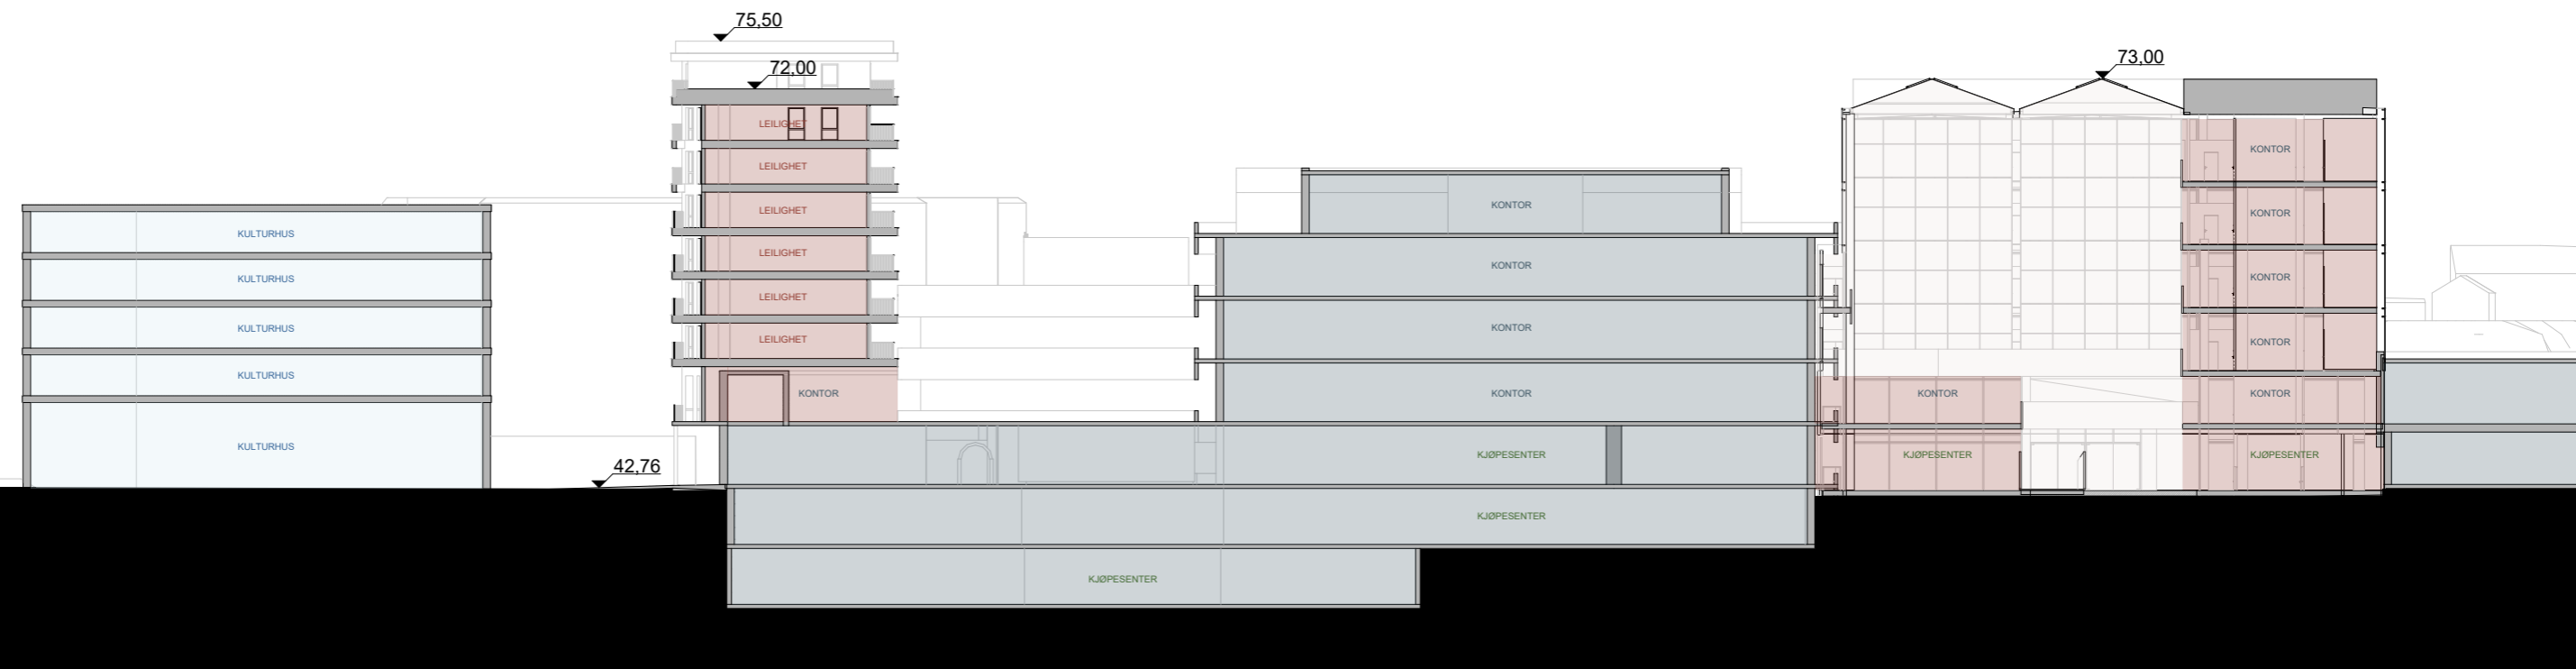 75,50
72,00
73,00
LEILIGHET
LEILIGHET
LEILIGHET
LEILIGHET
LEILIGHET
LEILIGHET
KONTOR
KULTURHUS
KULTURHUS
KULTURHUS
KULTURHUS
KULTURHUS
42,76
KONTOR
KONTOR
KONTOR
KONTOR
KJØPESENTER
KJØPESENTER
KJØPESENTER
KONTOR
KONTOR
KONTOR
KONTOR
KONTOR
KONTOR
KJØPESENTER
KJØPESENTER